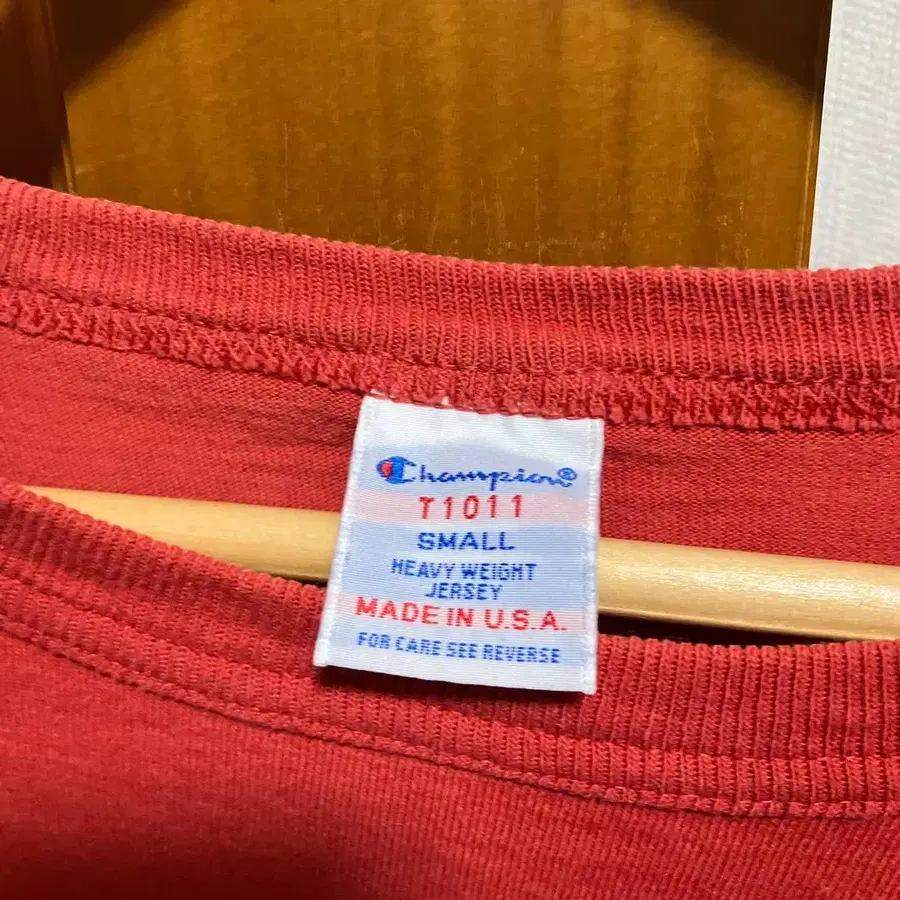 Champion®
T1011
SMALL
HEAVY WEIGHT
JERSEY
MADE IN U.S.A.
FOR CARE SEE REVERSE